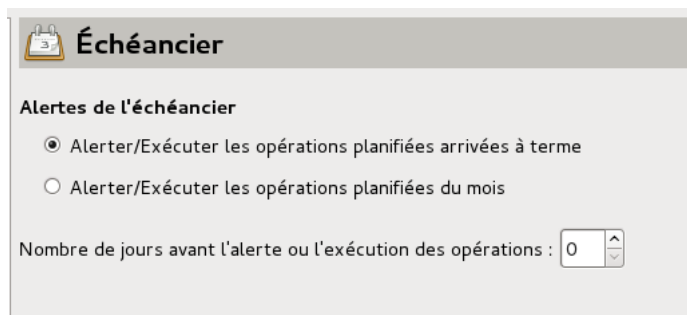 3
Échéancier
Alertes de l'échéancier
Alerter/Exécuter les opérations planifiées arrivées à terme
Alerter/Exécuter les opérations planifiées du mois
Nombre de jours avant l'alerte ou l'exécution des opérations : 0